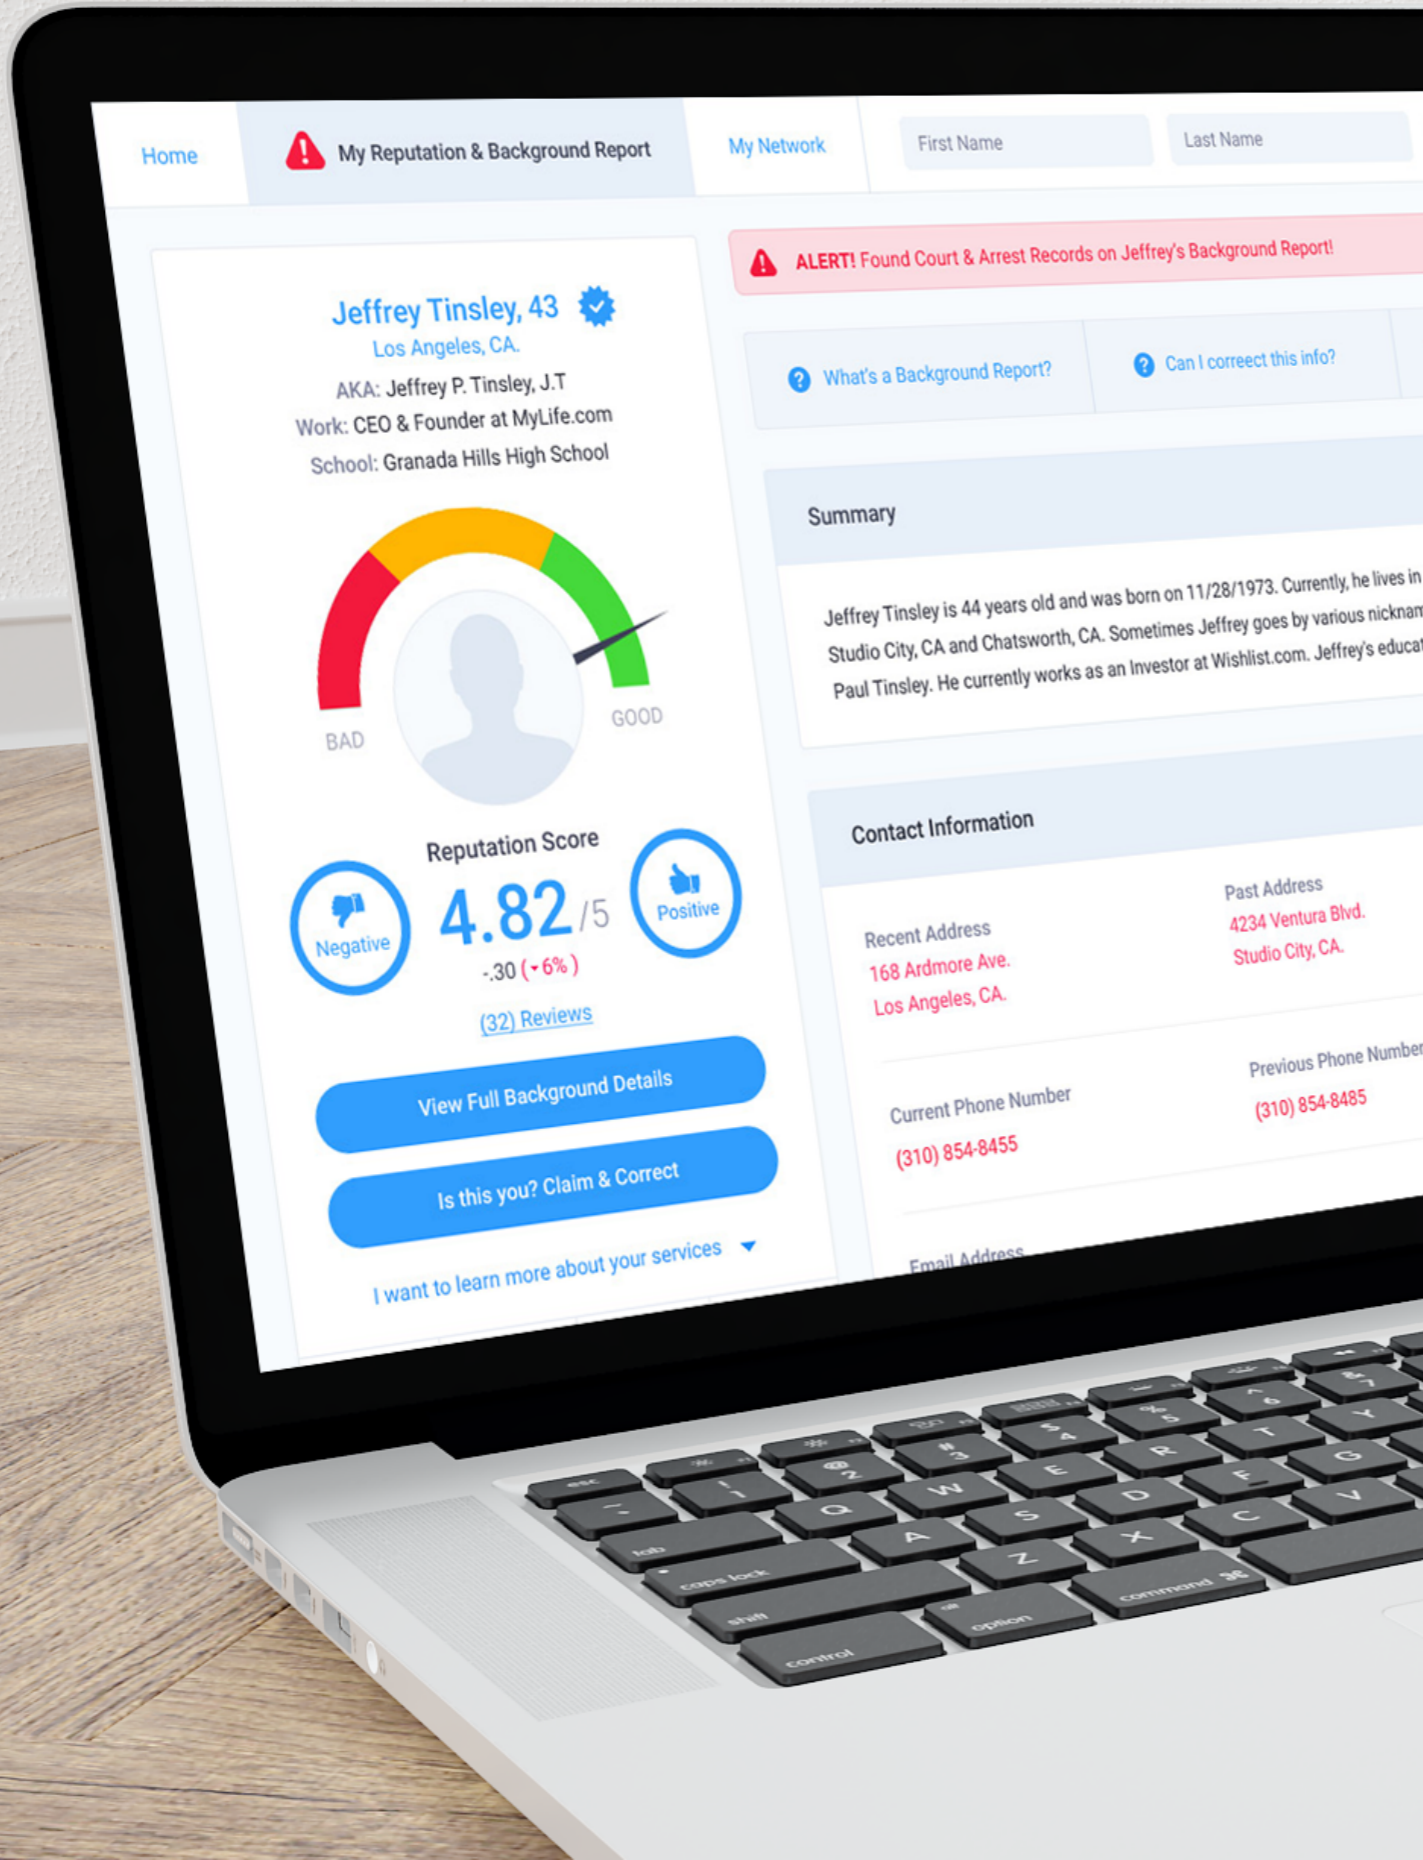 Home
My Reputation & Background Report
My Network
First Name
Last Name
Jeffrey Tinsley, 43
Los Angeles, CA.
AKA: Jeffrey P. Tinsley, J.T
Work: CEO & Founder at MyLife.com
School: Granada Hills High School
BAD
GOOD
Reputation Score
Negative
4.82/5
Positive
-.30 (6%)
(32) Reviews
View Full Background Details
Is this you? Claim & Correct
I want to learn more about your services
ALERT! Found Court & Arrest Records on Jeffrey's Background Report!
What's a Background Report?
Can I correect this info?
Summary
Jeffrey Tinsley is 44 years old and was born on 11/28/1973. Currently, he lives in
Studio City, CA and Chatsworth, CA. Sometimes Jeffrey goes by various
Paul Tinsley. He currently works as an Investor at Wishlist.com. Jeffrey's
Contact Information
Recent Address
168 Ardmore Ave.
Los Angeles, CA.
Past Address
4234 Ventura Blvd.
Studio City, CA.
Current Phone Number
(310) 854-8455
Previous Phone Number
(310) 854-8485
Email Address
esc
~ ! 1 @ 2 # 3 $ 4 % 5 ^ 6 & 7
tab Q W E R T Y
caps lock A S D F G
shift Z X C V
control alt option command ⌘